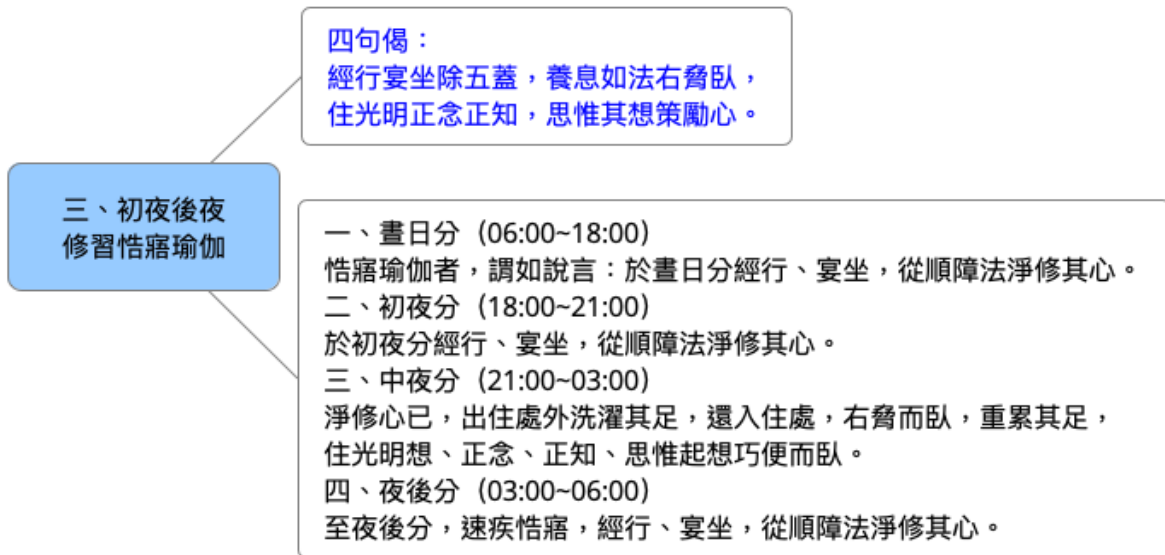 四句偈：
經行宴坐除五蓋，養息如法右脅臥，
住光明正念正知，思惟其想策勵心。
三、初夜後夜
修習悎寤瑜伽
一、晝日分（06:00~18:00）
悎寤瑜伽者，謂如說言：於晝日分經行、宴坐，從順障法淨修其心。
二、初夜分（18:00~21:00）
於初夜分經行、宴坐，從順障法淨修其心。
三、中夜分（21:00~03:00）
淨修心已，出住處外洗濯其足，還入住處，右脅而臥，重累其足，
住光明想、正念、正知、思惟起想巧便而臥。
四、夜後分（03:00~06:00）
至夜後分，速疾悎寤，經行、宴坐，從順障法淨修其心。